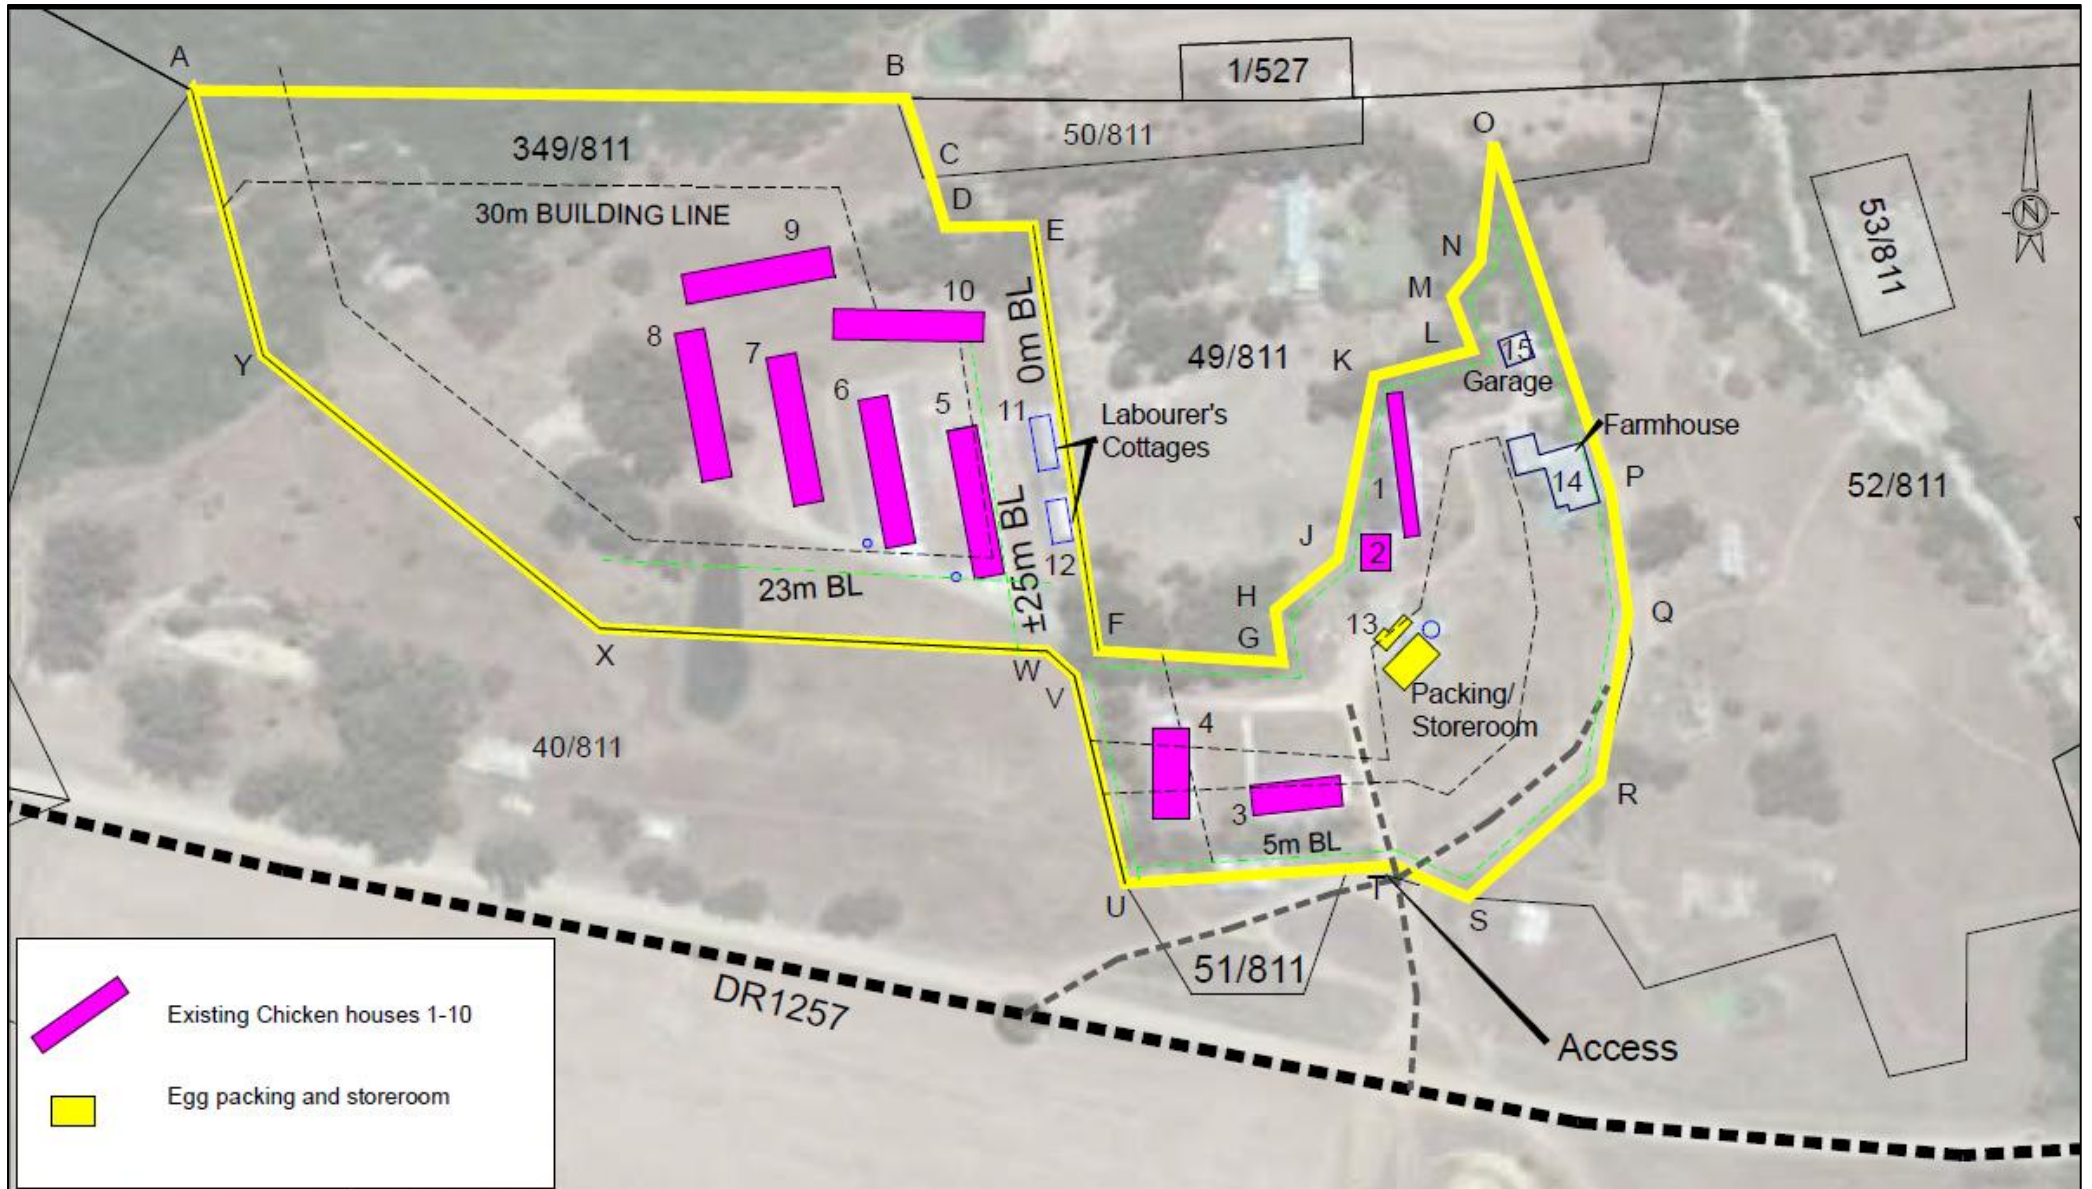 A
B
1/527
O
349/811
50/811
C
D
30m BUILDING LINE
53/811
N
9
E
N
10
0m BL
M
8
7
49/811
L
K
15
Y
6
5
Garage
11
Labourer's
Cottages
Farmhouse
P
14
1
52/811
±25m BL
J
2
12
23m BL
H
F
13
Q
G
X
W
V
Packing/
Storeroom
4
40/811
3
R
5m BL
T
U
S
51/811
DR1257
Access
Existing Chicken houses 1-10
Egg packing and storeroom